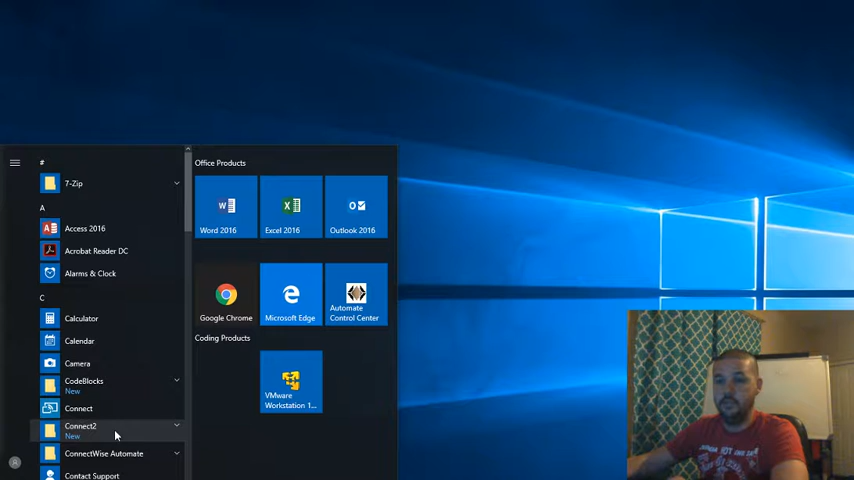 #
7-Zip
A
Access 2016
Acrobat Reader DC
Alarms & Clock
C
Calculator
Calendar
Camera
CodeBlocks
New
Connect
Connect2
New
ConnectWise Automate
Contact Support
Office Products
Word 2016
Excel 2016
Outlook 2016
Google Chrome
Microsoft Edge
Automate
Control Center
Coding Products
VMware
Workstation 1...